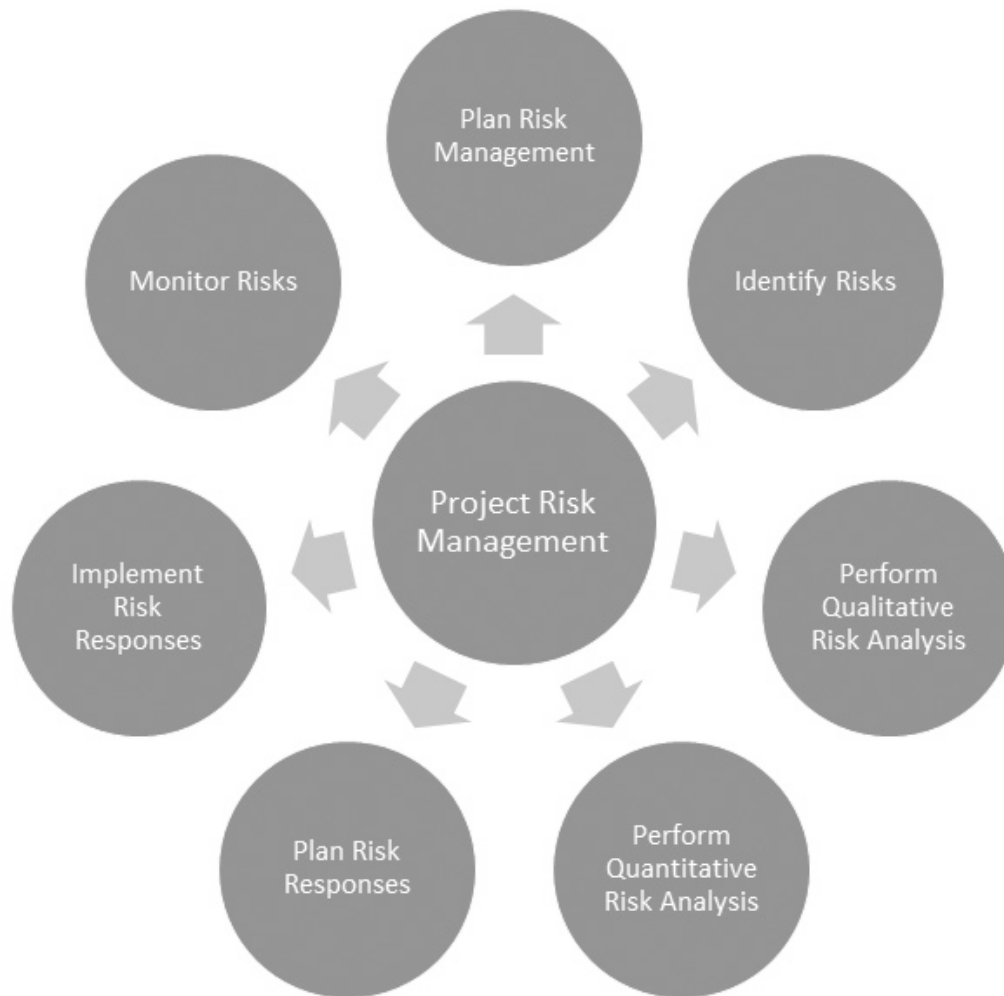 Plan Risk
Management
Identify Risks
Perform
Qualitative
Risk Analysis
Perform
Quantitative
Risk Analysis
Plan Risk
Responses
Implement
Risk
Responses
Monitor Risks
Project Risk
Management